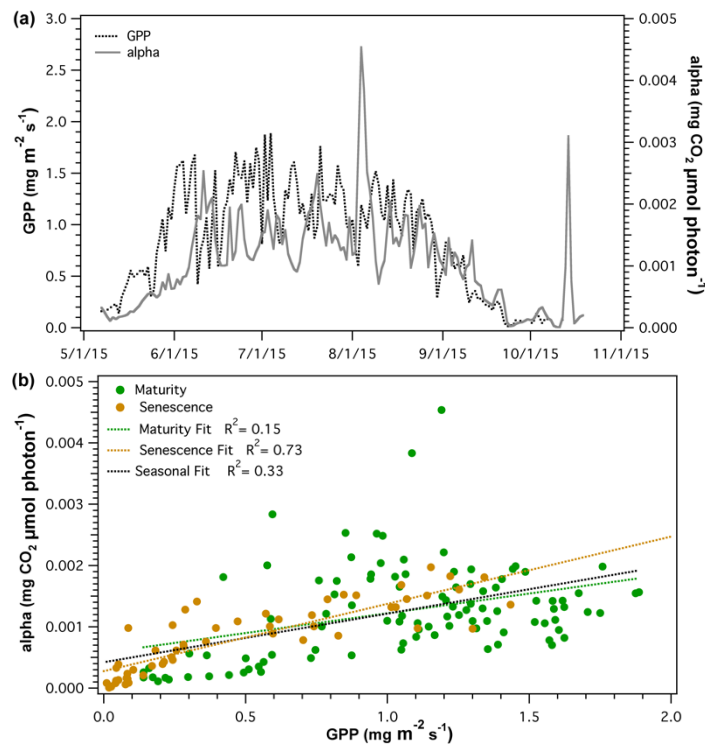 (a)
3.0
2.5
2.0
1.5
1.0
0.5
0.0
GPP (mg m⁻² s⁻¹)
GPP
alpha
0.005
0.004
0.003
0.002
0.001
0.000
alpha (mg CO₂ µmol photon⁻¹)
5/1/15 6/1/15 7/1/15 8/1/15 9/1/15 10/1/15 11/1/15
(b)
0.005
0.004
0.003
0.002
0.001
0.000
alpha (mg CO₂ µmol photon⁻¹)
Maturity
Senescence
Maturity Fit R²= 0.15
Senescence Fit R²= 0.73
Seasonal Fit R²= 0.33
0.0 0.5 1.0 1.5 2.0
GPP (mg m⁻² s⁻¹)